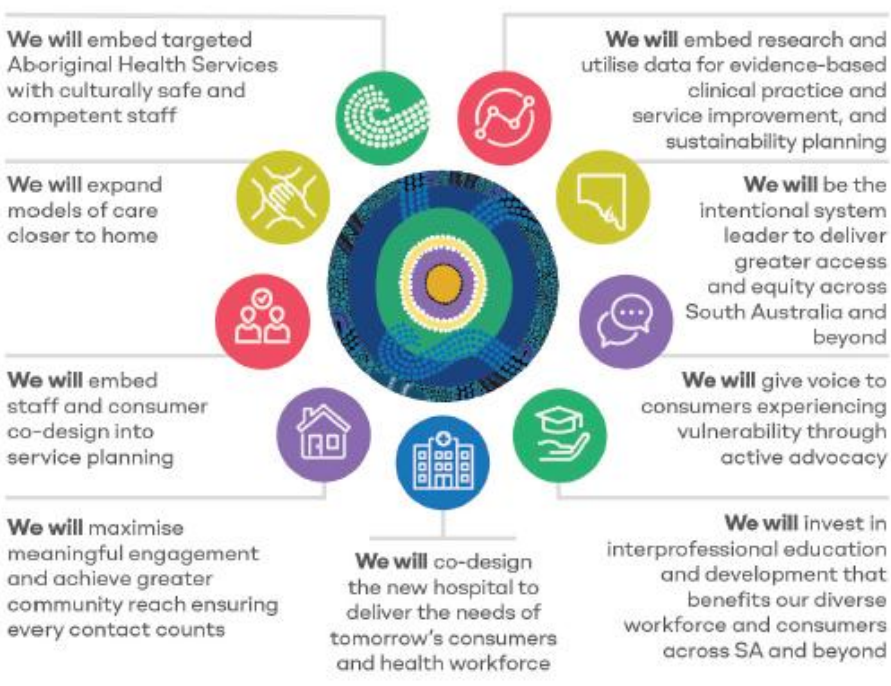 We will embed targeted
Aboriginal Health Services
with culturally safe and
competent staff
We will embed research and
utilise data for evidence-based
clinical practice and
service improvement, and
sustainability planning
We will expand
models of care
closer to home
We will be the
intentional system
leader to deliver
greater access
and equity across
South Australia and
beyond
We will embed
staff and consumer
co-design into
service planning
We will give voice to
consumers experiencing
vulnerability through
active advocacy
We will maximise
meaningful engagement
and achieve greater
community reach ensuring
every contact counts
We will co-design
the new hospital to
deliver the needs of
tomorrow's consumers
and health workforce
We will invest in
interprofessional education
and development that
benefits our diverse
workforce and consumers
across SA and beyond